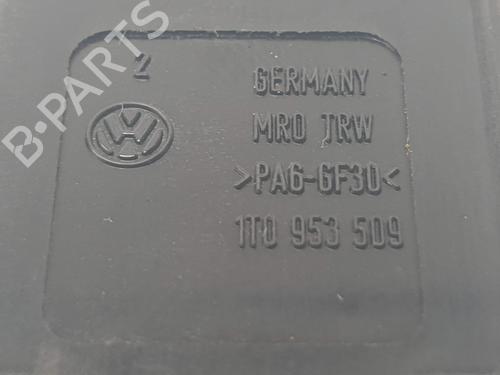 2 GERMANY
MRO TRW
>PA6-GF30<
1T0 953 509
B-PARTS